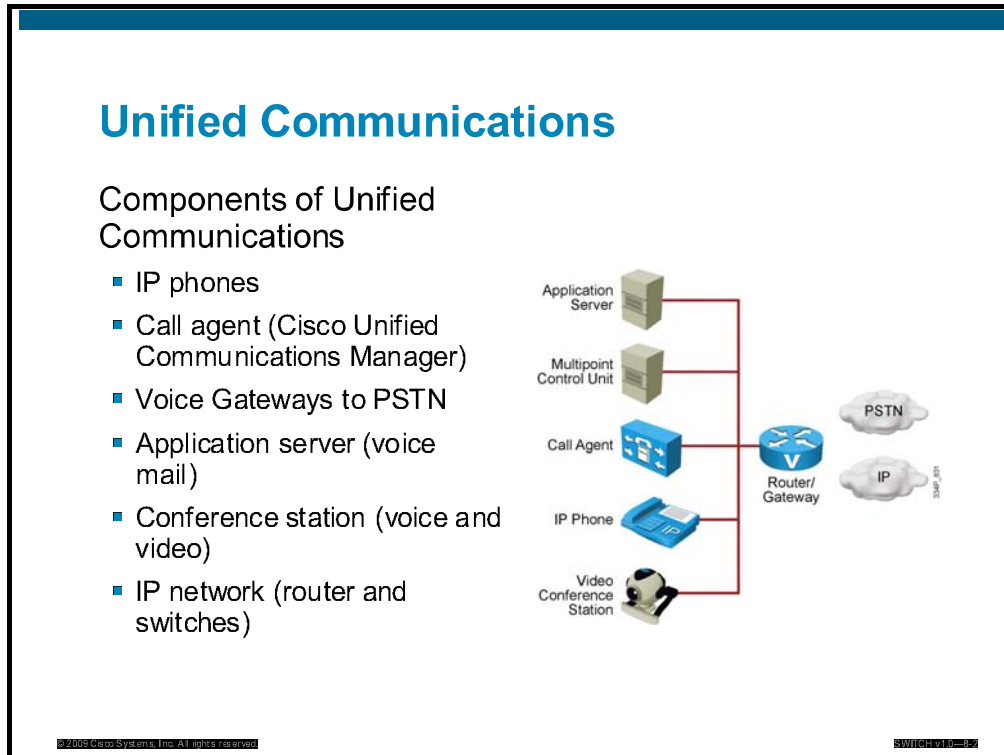 Unified Communications
Components of Unified
Communications
IP phones
Call agent (Cisco Unified
Communications Manager)
Voice Gateways to PSTN
Application server (voice
mail)
Conference station (voice and
video)
IP network (router and
switches)
Application
Server
Multipoint
Control Unit
Call Agent
IP Phone
IP
Video
Conference
Station
V
Router/
Gateway
PSTN
IP
334P_831
© 2009 Cisco Systems, Inc. All rights reserved.
SWITCH v1.0—8-2